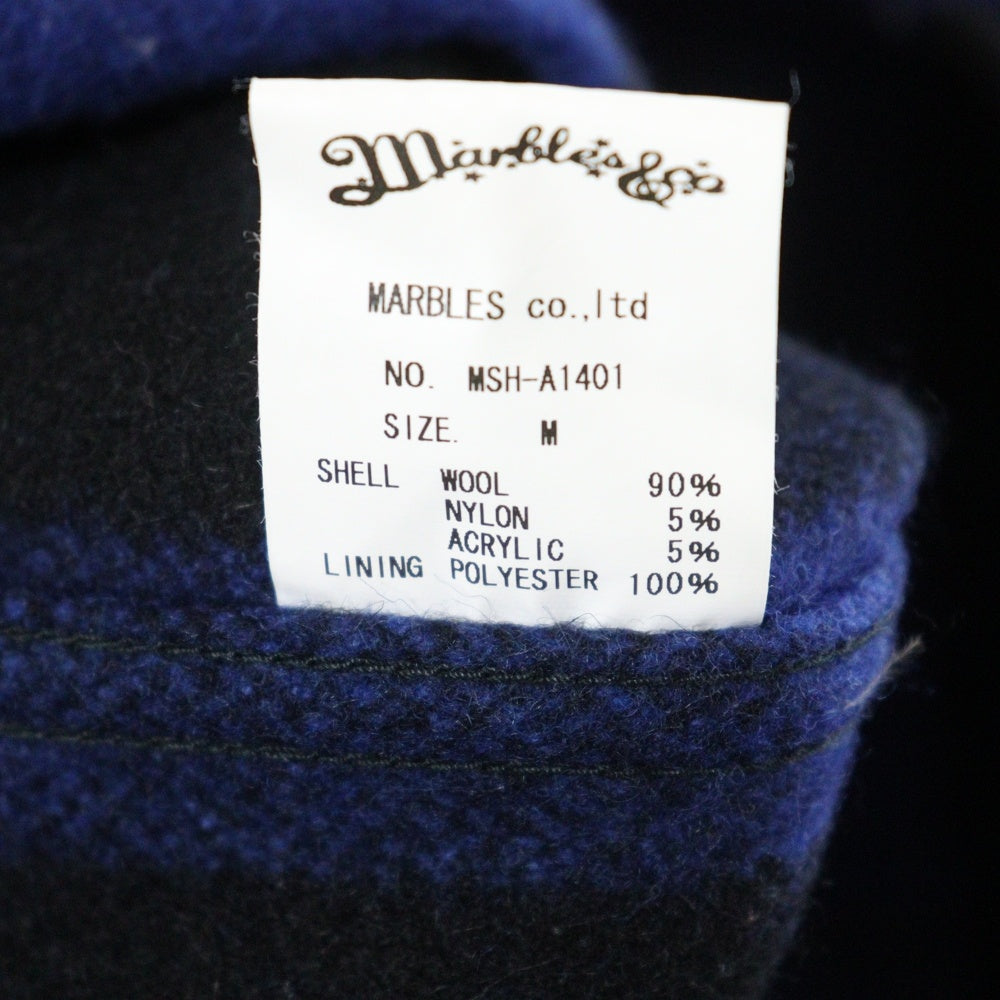 Marbles & co
MARBLES co.,ltd
NO. MSH-A1401
SIZE. M
SHELL WOOL 90%
NYLON 5%
ACRYLIC 5%
LINING POLYESTER 100%